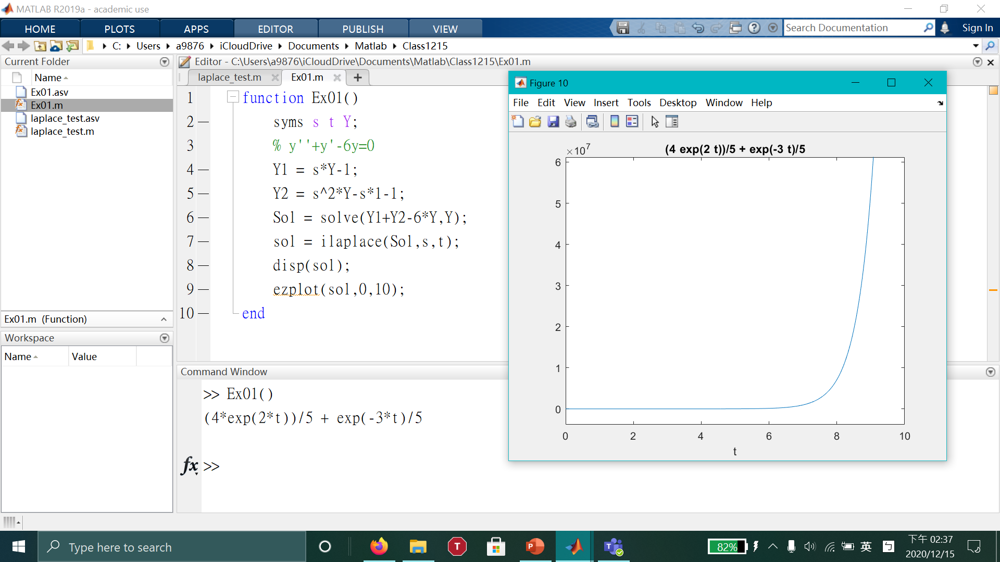 MATLAB R2019a - academic use
HOME PLOTS APPS EDITOR PUBLISH VIEW
Search Documentation
Sign In
C: Users a9876 iCloudDrive Documents Matlab Class1215
Current Folder
Name
Ex01.asv
Ex01.m
laplace_test.asv
laplace_test.m
Ex01.m (Function)
Workspace
Name Value
Editor - C:\Users\a9876\iCloudDrive\Documents\Matlab\Class1215\Ex01.m
laplace_test.m Ex01.m
1 function Ex01()
2 syms s t Y;
3 % y''+y'-6y=0
4 Y1 = s*Y-1;
5 Y2 = s^2*Y-s*1-1;
6 Sol = solve(Y1+Y2-6*Y,Y);
7 sol = ilaplace(Sol,s,t);
8 disp(sol);
9 ezplot(sol,0,10);
10 end
Command Window
>> Ex01()
(4*exp(2*t))/5 + exp(-3*t)/5
fx >>
Figure 10
File Edit View Insert Tools Desktop Window Help
×10^7
(4 exp(2 t))/5 + exp(-3 t)/5
6
5
4
3
2
1
0
0 2 4 6 8 10
t
Type here to search
T
P
T
82%
英
ㄅ
下午 02:37
2020/12/15